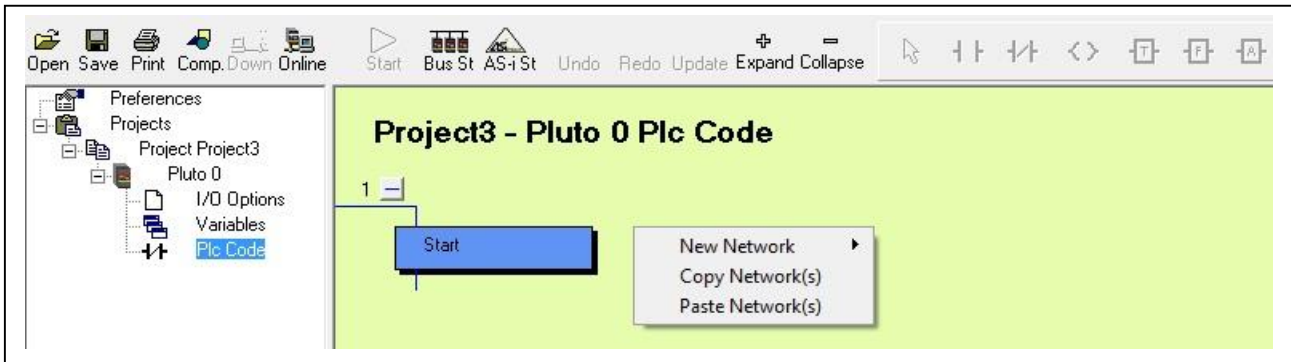 Open Save Print Comp. Down Online Start Bus St AS-i St Undo Redo Update Expand Collapse
T F A
Preferences
Projects
Project Project3
Pluto 0
I/O Options
Variables
Plc Code
Project3 - Pluto 0 Plc Code
1
Start
New Network
Copy Network(s)
Paste Network(s)